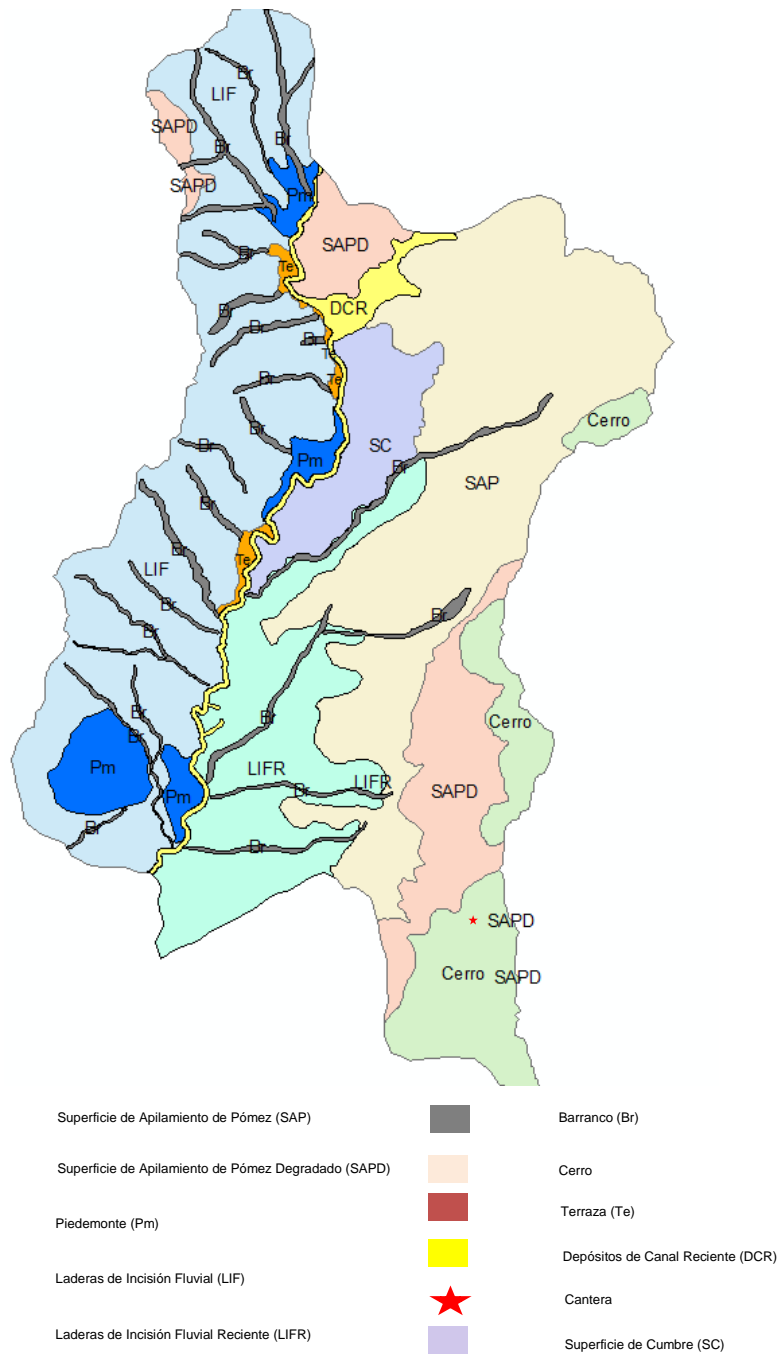 Br
LIF
SAPD
Br
Br
SAPD
Pm
SAPD
Br
Te
DCR
Br
Br
Br
Te
Te
Br
Cerro
Br
SC
Br
Pm
Br
SAP
Br
Te
LIF
Br
Br
Br
Br
Br
Cerro
Br
Pm
LIFR
LIFR
Br
SAPD
Pm
Br
Br
SAPD
Cerro
SAPD
Superficie de Apilamiento de Pómez (SAP)
Barranco (Br)
Superficie de Apilamiento de Pómez Degradado (SAPD)
Cerro
Piedemonte (Pm)
Terraza (Te)
Depósitos de Canal Reciente (DCR)
Laderas de Incisión Fluvial (LIF)
Cantera
Laderas de Incisión Fluvial Reciente (LIFR)
Superficie de Cumbre (SC)